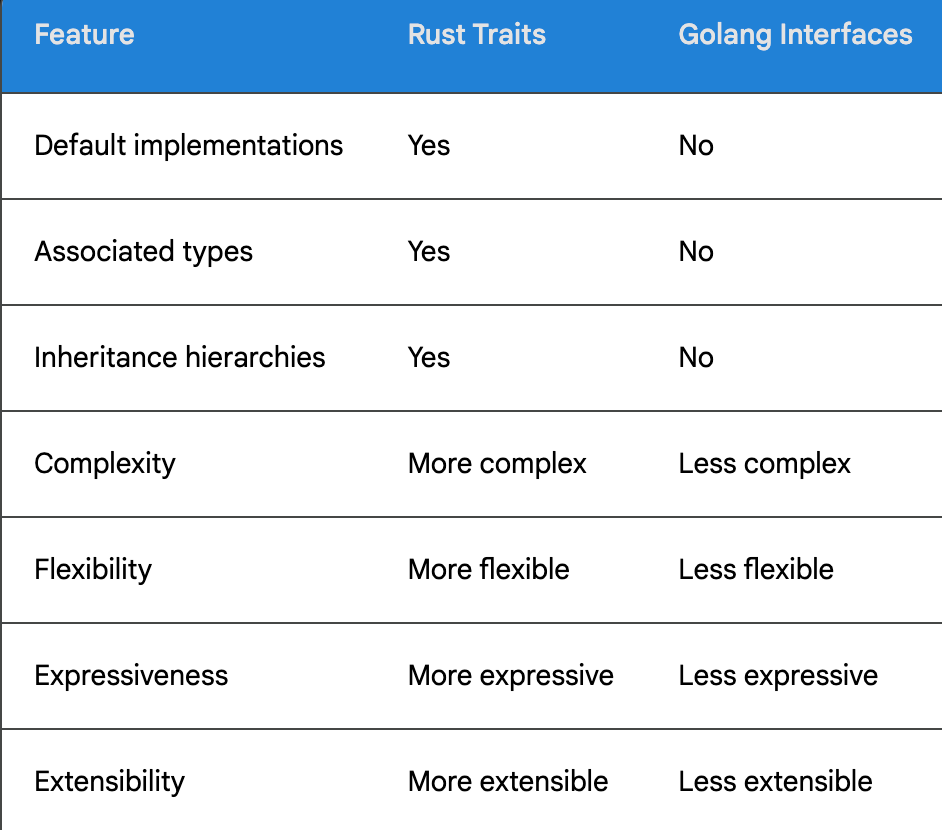 Feature Rust Traits Golang Interfaces
Default implementations Yes No
Associated types Yes No
Inheritance hierarchies Yes No
Complexity More complex Less complex
Flexibility More flexible Less flexible
Expressiveness More expressive Less expressive
Extensibility More extensible Less extensible